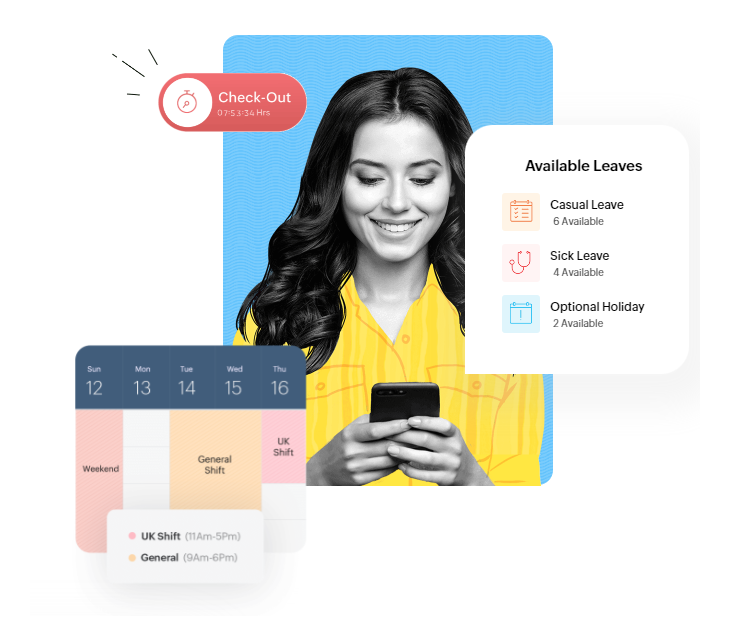 Check-Out
07:53:34 Hrs
Available Leaves
Casual Leave
6 Available
Sick Leave
4 Available
Optional Holiday
2 Available
Sun Mon Tue Wed Thu
12 13 14 15 16
UK
Shift
General
Shift
Weekend
UK Shift (11Am-5Pm)
General (9Am-6Pm)